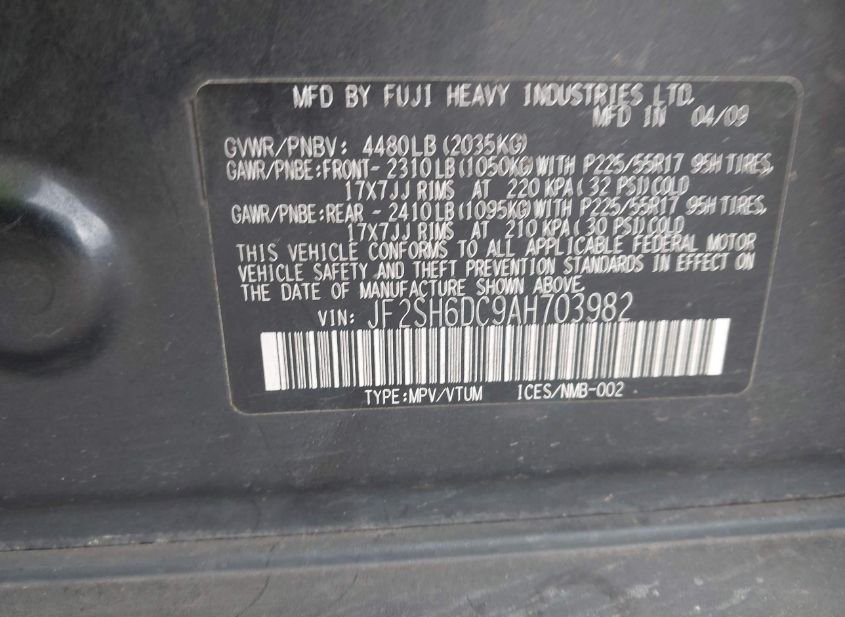 MFD BY FUJI HEAVY INDUSTRIES LTD.
MFD IN 04/09
GVWR/PNBV: 4480LB (2035KG)
GAWR/PNBE:FRONT- 2310LB(1050KG)WITH P225/55R17 95H TIRES,
17X7JJ RIMS AT 220 KPA( 32 PSI)COLD
GAWR/PNBE:REAR - 2410LB(1095KG)WITH P225/55R17 95H TIRES,
17X7JJ RIMS AT 210 KPA( 30 PSI)COLD
THIS VEHICLE CONFORMS TO ALL APPLICABLE FEDERAL MOTOR
VEHICLE SAFETY AND THEFT PREVENTION STANDARDS IN EFFECT ON
THE DATE OF MANUFACTURE SHOWN ABOVE.
VIN: JF2SH6DC9AH703982
TYPE:MPV/VTUM ICES/NMB-002